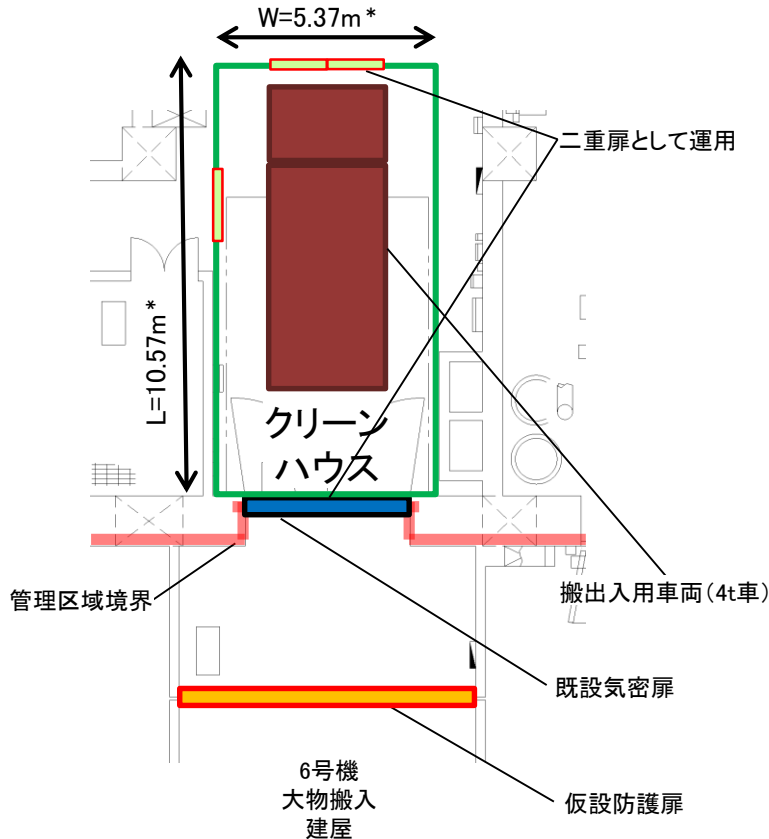 W=5.37m*
二重扉として運用
L=10.57m*
クリーン
ハウス
管理区域境界
搬出入用車両(4t車)
既設気密扉
6号機
大物搬入
建屋
仮設防護扉